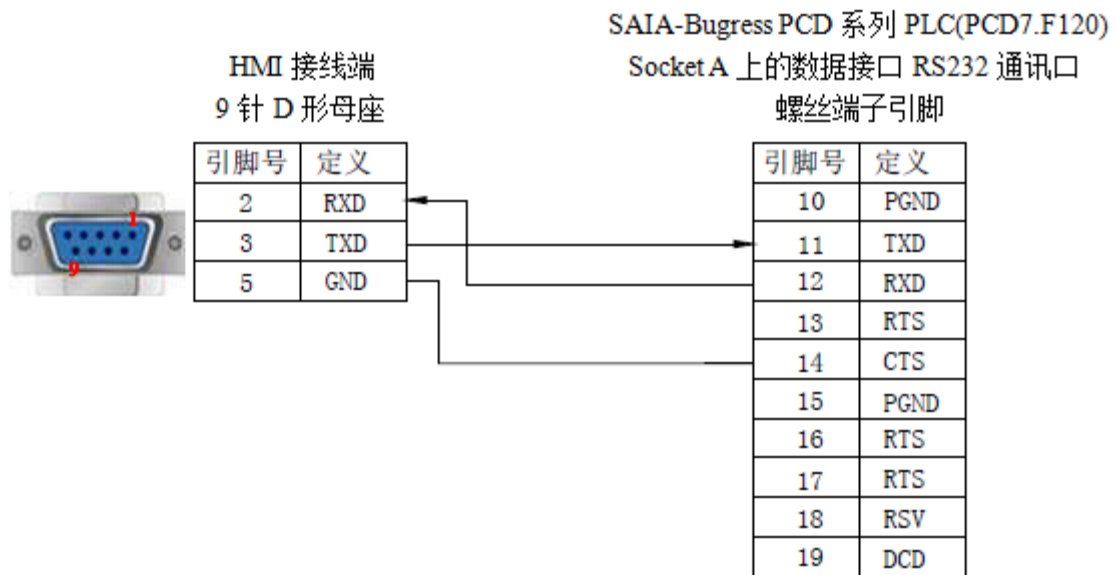 SAIA-Bugress PCD 系列 PLC(PCD7.F120)
Socket A 上的数据接口 RS232 通讯口
螺丝端子引脚
HMI 接线端
9 针 D 形母座
1
9
引脚号 定义
2 RXD
3 TXD
5 GND
引脚号 定义
10 PGND
11 TXD
12 RXD
13 RTS
14 CTS
15 PGND
16 RTS
17 RTS
18 RSV
19 DCD